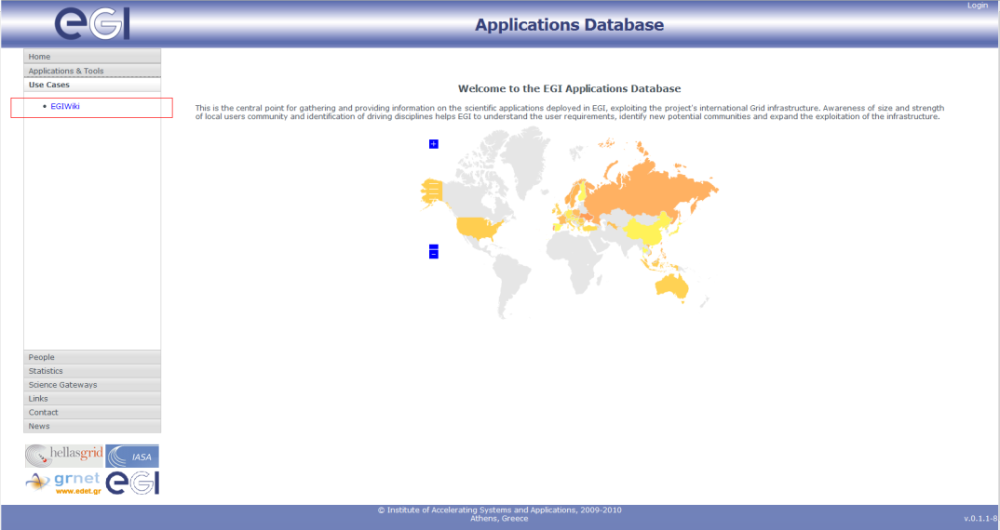 Login
eGI
Applications Database
Home
Applications & Tools
Use Cases
EGIWiki
Welcome to the EGI Applications Database
This is the central point for gathering and providing information on the scientific applications deployed in EGI, exploiting the project's international Grid infrastructure. Awareness of size and strength
of local users community and identification of driving disciplines helps EGI to understand the user requirements, identify new potential communities and expand the exploitation of the infrastructure.
+
−
People
Statistics
Science Gateways
Links
Contact
News
hellasgrid
IASA
grnet
www.edet.gr
eGI
© Institute of Accelerating Systems and Applications, 2009-2010
Athens, Greece
v.0.1.1-8